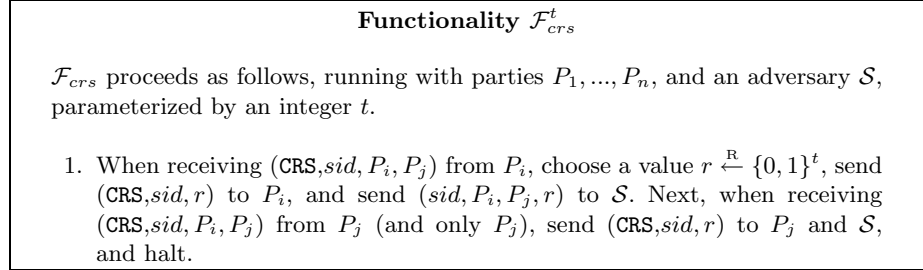 Functionality $\mathcal{F}^t_{crs}$
$\mathcal{F}_{crs}$ proceeds as follows, running with parties $P_1, ..., P_n$, and an adversary $\mathcal{S}$,
parameterized by an integer $t$.
1. When receiving (CRS,$sid, P_i, P_j$) from $P_i$, choose a value $r \xleftarrow{\text{R}} \{0, 1\}^t$, send
(CRS,$sid, r$) to $P_i$, and send ($sid, P_i, P_j, r$) to $\mathcal{S}$. Next, when receiving
(CRS,$sid, P_i, P_j$) from $P_j$ (and only $P_j$), send (CRS,$sid, r$) to $P_j$ and $\mathcal{S}$,
and halt.